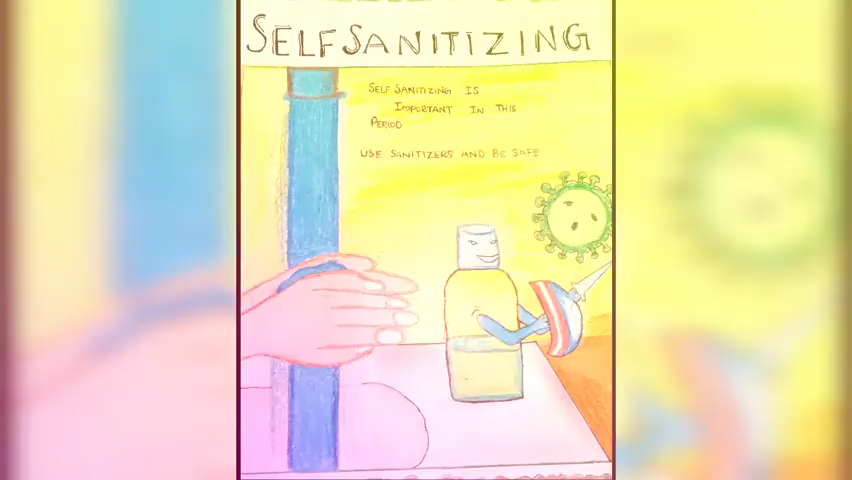 SELF SANITIZING
SELF SANITIZING IS
IMPORTANT IN THIS
PERIOD
USE SANITIZERS AND BE SAFE